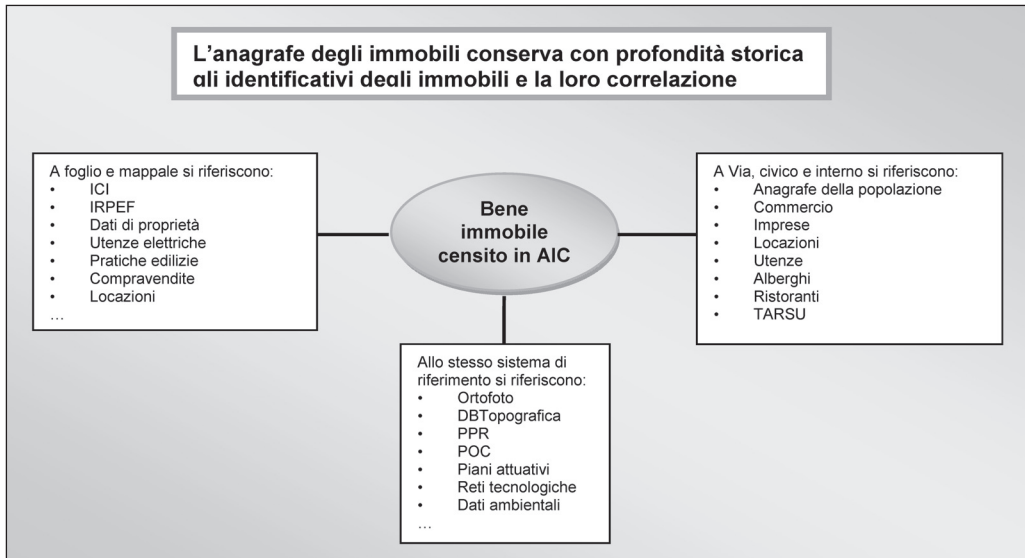 L'anagrafe degli immobili conserva con profondità storica
gli identificativi degli immobili e la loro correlazione
A foglio e mappale si riferiscono:
• ICI
• IRPEF
• Dati di proprietà
• Utenze elettriche
• Pratiche edilizie
• Compravendite
• Locazioni
…
Bene
immobile
censito in AIC
A Via, civico e interno si riferiscono:
• Anagrafe della popolazione
• Commercio
• Imprese
• Locazioni
• Utenze
• Alberghi
• Ristoranti
• TARSU
Allo stesso sistema di
riferimento si riferiscono:
• Ortofoto
• DBTopografica
• PPR
• POC
• Piani attuativi
• Reti tecnologiche
• Dati ambientali
…